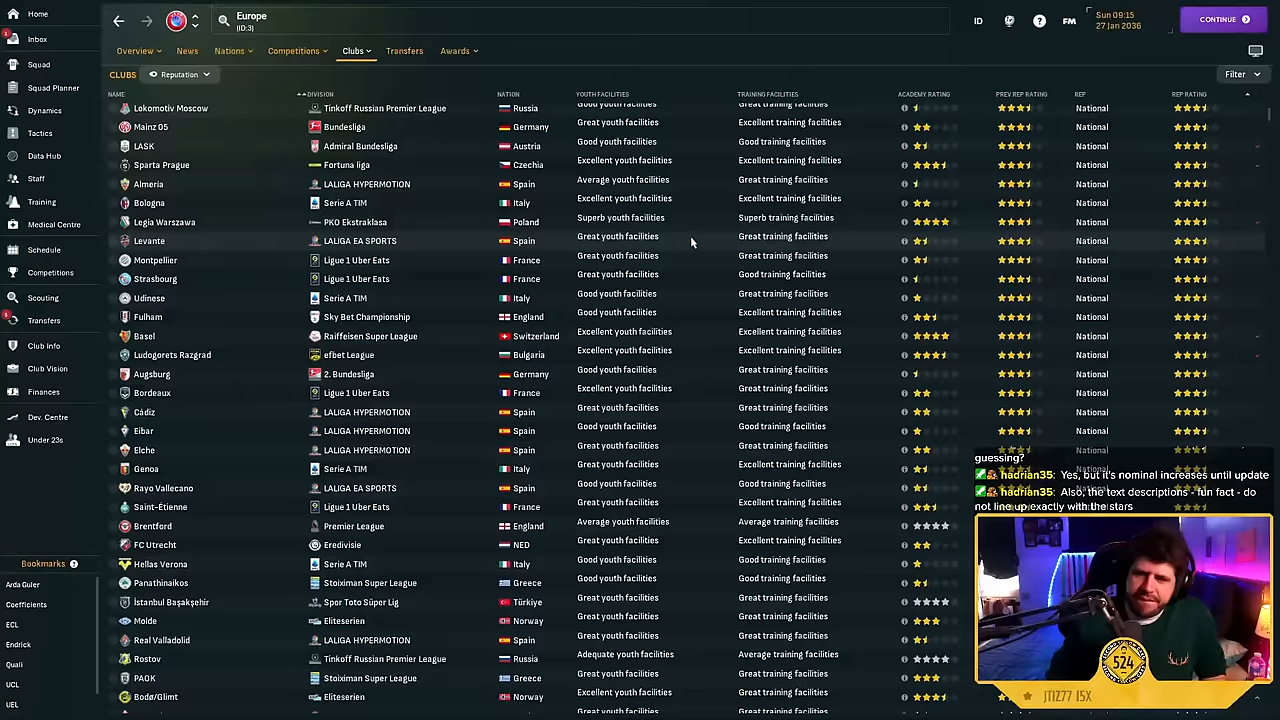 Home
Europe
(ID:3)
ID
FM
Sun 09:15
27 Jan 2036
CONTINUE
1
Inbox
Overview
News
Nations
Competitions
Clubs
Transfers
Awards
Squad
CLUBS
Reputation
Filter
Squad Planner
NAME DIVISION NATION YOUTH FACILITIES TRAINING FACILITIES ACADEMY RATING PREV REP RATING REP REP RATING
Lokomotiv Moscow Tinkoff Russian Premier League Russia Good youth facilities Great training facilities National
Mainz 05 Bundesliga Germany Great youth facilities Excellent training facilities National
LASK Admiral Bundesliga Austria Good youth facilities Good training facilities National
Sparta Prague Fortuna liga Czechia Excellent youth facilities Excellent training facilities National
Almería LALIGA HYPERMOTION Spain Average youth facilities Great training facilities National
Bologna Serie A TIM Italy Excellent youth facilities Excellent training facilities National
Legia Warszawa PKO Ekstraklasa Poland Superb youth facilities Superb training facilities National
Levante LALIGA EA SPORTS Spain Great youth facilities Great training facilities National
Montpellier Ligue 1 Uber Eats France Great youth facilities Great training facilities National
Strasbourg Ligue 1 Uber Eats France Great youth facilities Good training facilities National
Udinese Serie A TIM Italy Good youth facilities Great training facilities National
Fulham Sky Bet Championship England Good youth facilities Good training facilities National
Basel Raiffeisen Super League Switzerland Excellent youth facilities Excellent training facilities National
Ludogorets Razgrad efbet League Bulgaria Excellent youth facilities Excellent training facilities National
Augsburg 2. Bundesliga Germany Good youth facilities Good training facilities National
Bordeaux Ligue 1 Uber Eats France Excellent youth facilities Great training facilities National
Cádiz LALIGA HYPERMOTION Spain Great youth facilities Great training facilities National
Eibar LALIGA HYPERMOTION Spain Good youth facilities Good training facilities National
Elche LALIGA HYPERMOTION Spain Great youth facilities Great training facilities National
Genoa Serie A TIM Italy Good youth facilities Excellent training facilities National
Rayo Vallecano LALIGA EA SPORTS Spain Great youth facilities Great training facilities
Saint-Étienne Ligue 1 Uber Eats France Great youth facilities Excellent training facilities
Brentford Premier League England Average youth facilities Average training facilities
FC Utrecht Eredivisie NED Great youth facilities Great training facilities
Hellas Verona Serie A TIM Italy Good youth facilities Good training facilities
Panathinaikos Stoiximan Super League Greece Good youth facilities Good training facilities
İstanbul Başakşehir Spor Toto Süper Lig Türkiye Great youth facilities Great training facilities
Molde Eliteserien Norway Great youth facilities Great training facilities
Real Valladolid LALIGA HYPERMOTION Spain Great youth facilities Great training facilities
Rostov Tinkoff Russian Premier League Russia Adequate youth facilities Average training facilities
PAOK Stoiximan Super League Greece Great youth facilities Great training facilities
Bodø/Glimt Eliteserien Norway Excellent youth facilities Great training facilities
Great youth facilities Excellent training facilities
Dynamics
Tactics
Data Hub
Staff
Training
Medical Centre
Schedule
Competitions
Scouting
Transfers
Club Info
Club Vision
Finances
Dev. Centre
Under 23s
Bookmarks ?
Arda Güler
Coefficients
ECL
Endrick
Quali
UCL
UEL
guessing?
hadrian35: Yes, but it's nominal increases until update
hadrian35: Also, the text descriptions - fun fact - do
not line up exactly with the stars
524
JTIZ77 15X